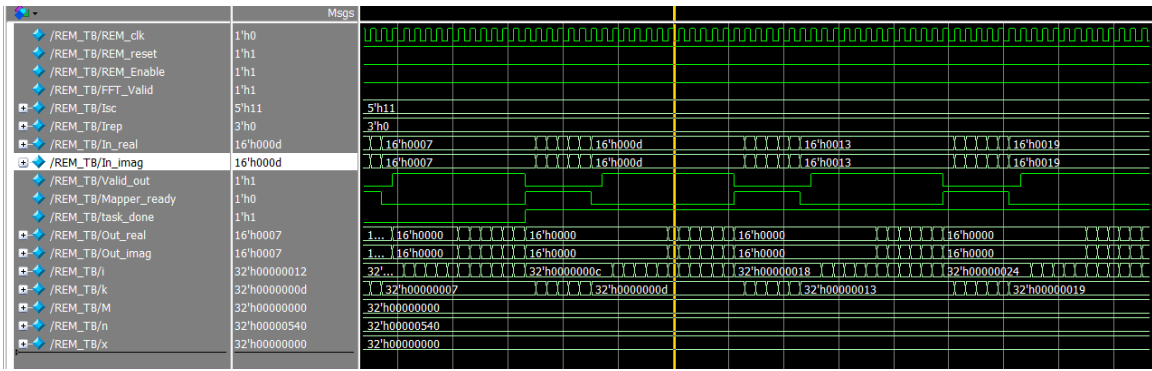 Msgs
/REM_TB/REM_clk 1'h0
/REM_TB/REM_reset 1'h1
/REM_TB/REM_Enable 1'h1
/REM_TB/FFT_Valid 1'h1
/REM_TB/Isc 5'h11 5'h11
/REM_TB/Irep 3'h0 3'h0
/REM_TB/In_real 16'h000d 16'h0007 16'h000d 16'h0013 16'h0019
/REM_TB/In_imag 16'h000d 16'h0007 16'h000d 16'h0013 16'h0019
/REM_TB/Valid_out 1'h1
/REM_TB/Mapper_ready 1'h0
/REM_TB/task_done 1'h1
/REM_TB/Out_real 16'h0007 1... 16'h0000 16'h0000 16'h0000 16'h0000
/REM_TB/Out_imag 16'h0007 1... 16'h0000 16'h0000 16'h0000 16'h0000
/REM_TB/i 32'h00000012 32'... 32'h0000000c 32'h00000018 32'h00000024
/REM_TB/k 32'h0000000d 32'h00000007 32'h0000000d 32'h00000013 32'h00000019
/REM_TB/M 32'h00000000 32'h00000000
/REM_TB/n 32'h00000540 32'h00000540
/REM_TB/x 32'h00000000 32'h00000000